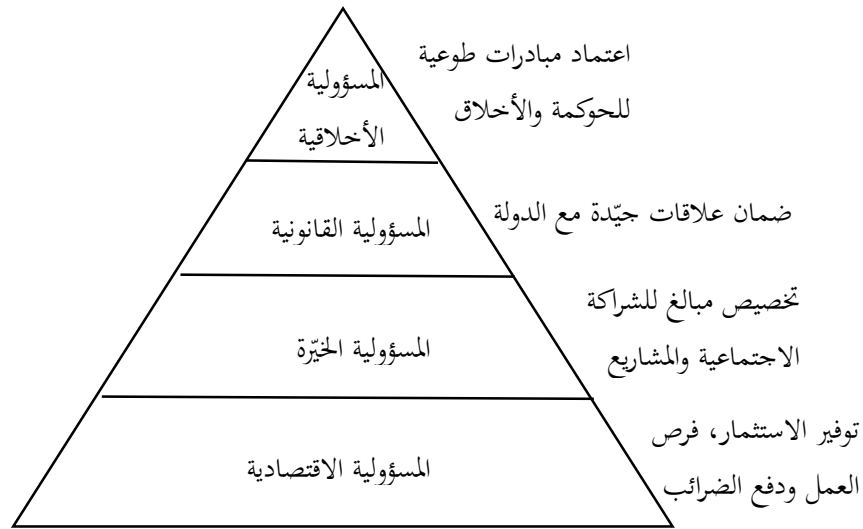 اعتماد مبادرات طوعية
للحوكمة والأخلاق
المسؤولية
الأخلاقية
ضمان علاقات جيّدة مع الدولة
المسؤولية القانونية
تخصيص مبالغ للشراكة
الاجتماعية والمشاريع
المسؤولية الخيّرة
توفير الاستثمار، فرص
العمل ودفع الضرائب
المسؤولية الاقتصادية